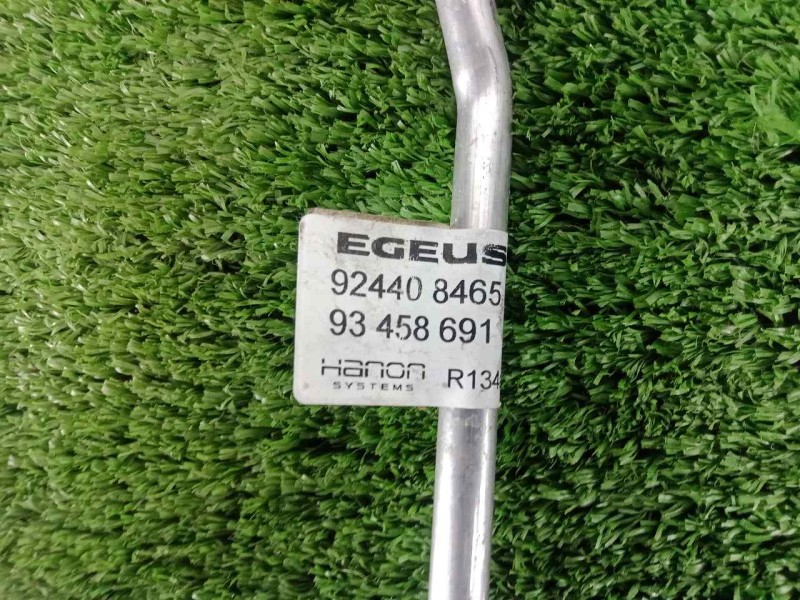 EGEUS
92440 8465
93 458 691
Hanon
SYSTEMS
R134